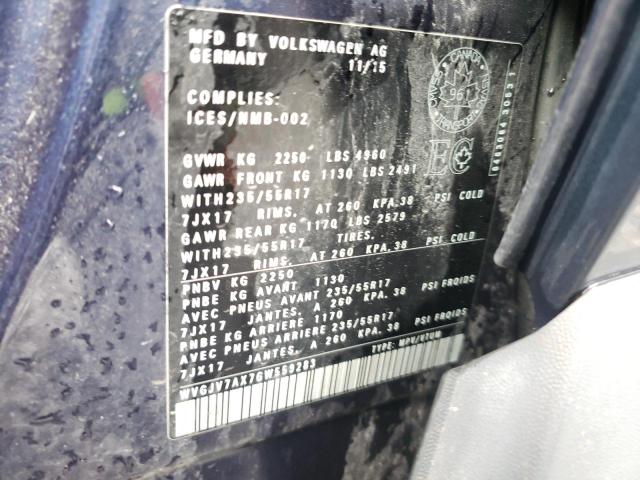 MFD BY VOLKSWAGEN AG
GERMANY 11/15
COMPLIES:
ICES/NMB-002
CANADA
TRANSPORT
EC
GVWR KG 2250 LBS 4960
GAWR FRONT KG 1130 LBS 2491
WITH235/55R17
7JX17 RIMS. AT 260 KPA.38 PSI COLD
GAWR REAR KG 1170 LBS 2579
WITH235/55R17 TIRES.
7JX17 RIMS. AT 260 KPA.38 PSI COLD
PNBV KG 2250
PNBE KG AVANT 1130
AVEC PNEUS AVANT 235/55R17
7JX17 JANTES. A 260 KPA.38 PSI FROIDS
PNBE KG ARRIERE 1170
AVEC PNEUS ARRIERE 235/55R17
7JX17 JANTES. A 260 KPA.38 PSI FROIDS
TYPE: MPV/VTUM
WVGJV7AX7GW559283